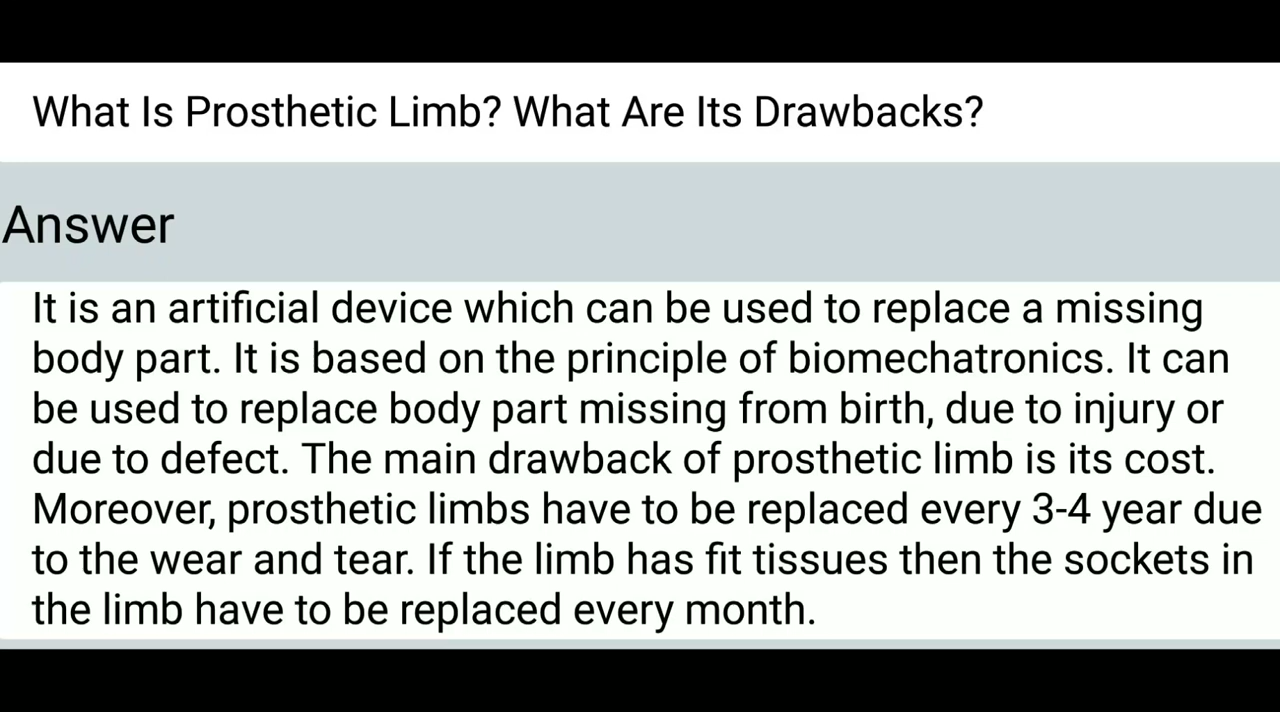 What Is Prosthetic Limb? What Are Its Drawbacks?
Answer
It is an artificial device which can be used to replace a missing
body part. It is based on the principle of biomechatronics. It can
be used to replace body part missing from birth, due to injury or
due to defect. The main drawback of prosthetic limb is its cost.
Moreover, prosthetic limbs have to be replaced every 3-4 year due
to the wear and tear. If the limb has fit tissues then the sockets in
the limb have to be replaced every month.